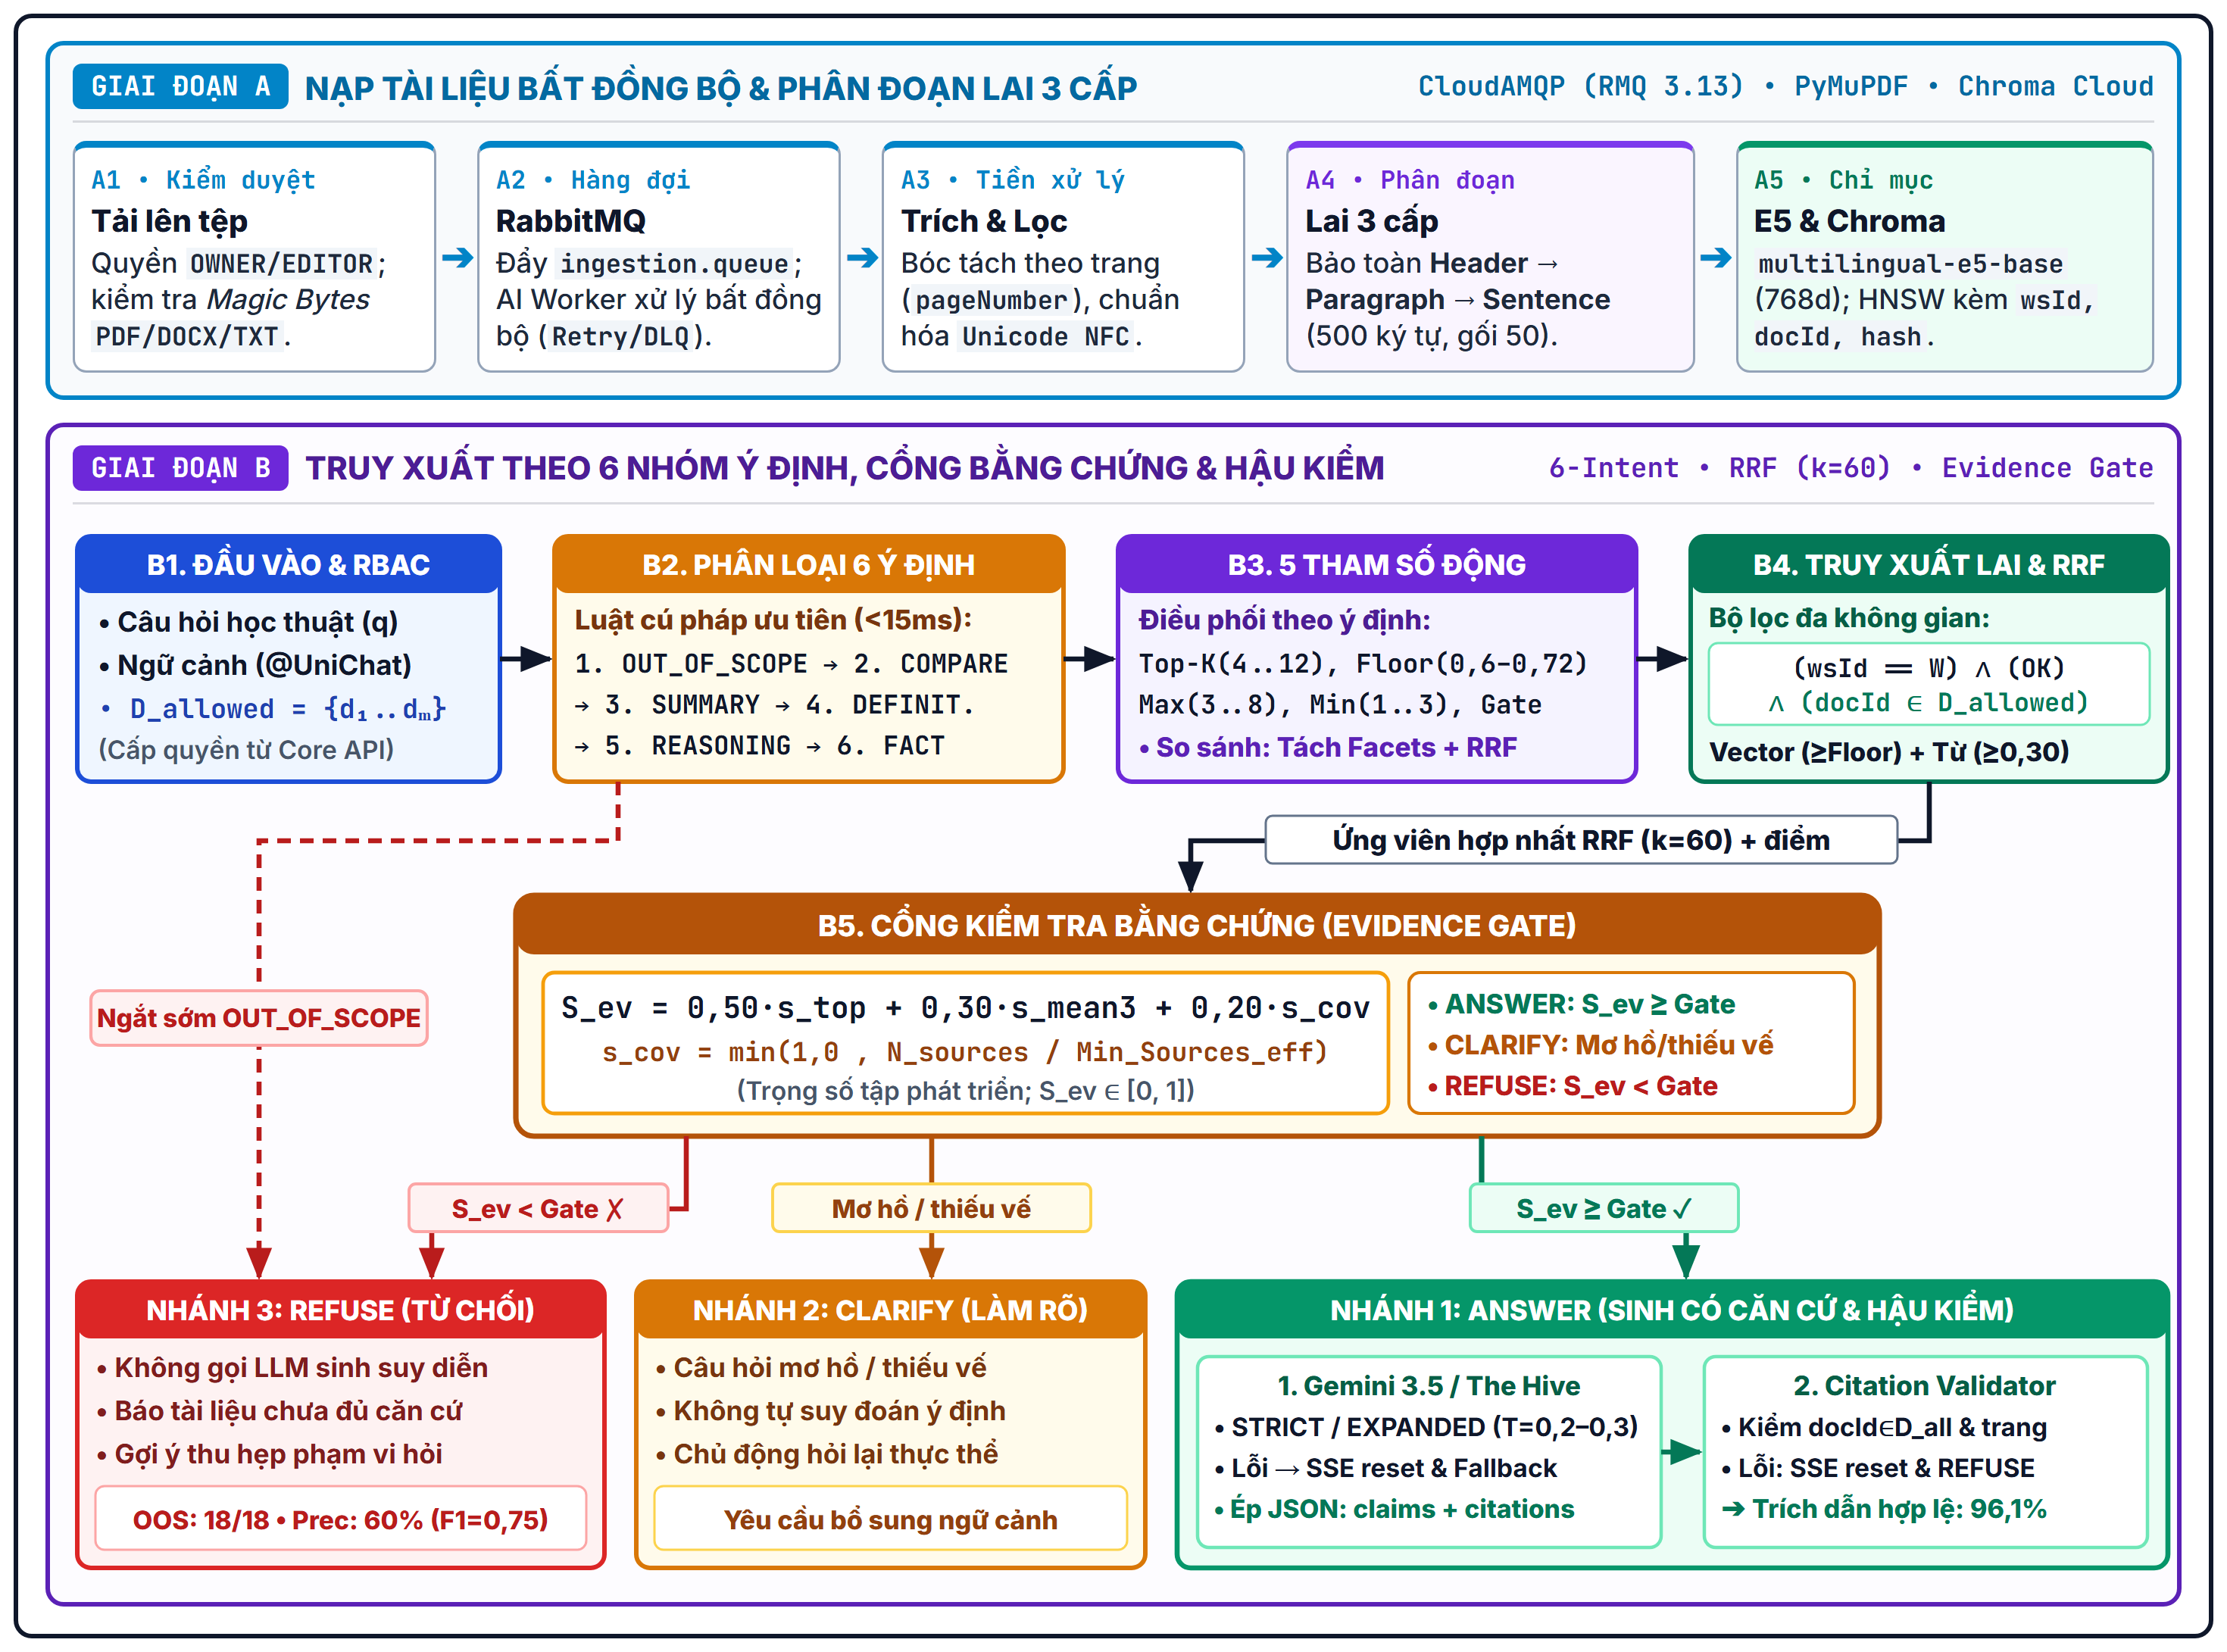 GIAI ĐOẠN A
NẠP TÀI LIỆU BẤT ĐỒNG BỘ & PHÂN ĐOẠN LAI 3 CẤP
CloudAMQP (RMQ 3.13) • PyMuPDF • Chroma Cloud
A1 • Kiểm duyệt
Tải lên tệp
Quyền OWNER/EDITOR;
kiểm tra Magic Bytes
PDF/DOCX/TXT.
➔
A2 • Hàng đợi
RabbitMQ
Đẩy ingestion.queue;
AI Worker xử lý bất đồng
bộ (Retry/DLQ).
➔
A3 • Tiền xử lý
Trích & Lọc
Bóc tách theo trang
(pageNumber), chuẩn
hóa Unicode NFC.
➔
A4 • Phân đoạn
Lai 3 cấp
Bảo toàn Header →
Paragraph → Sentence
(500 ký tự, gối 50).
➔
A5 • Chỉ mục
E5 & Chroma
multilingual-e5-base
(768d); HNSW kèm wsId,
docId, hash.
GIAI ĐOẠN B
TRUY XUẤT THEO 6 NHÓM Ý ĐỊNH, CỔNG BẰNG CHỨNG & HẬU KIỂM
6-Intent • RRF (k=60) • Evidence Gate
B1. ĐẦU VÀO & RBAC
• Câu hỏi học thuật (q)
• Ngữ cảnh (@UniChat)
• D_allowed = {d₁..dₘ}
(Cấp quyền từ Core API)
B2. PHÂN LOẠI 6 Ý ĐỊNH
Luật cú pháp ưu tiên (<15ms):
1. OUT_OF_SCOPE → 2. COMPARE
→ 3. SUMMARY → 4. DEFINIT.
→ 5. REASONING → 6. FACT
B3. 5 THAM SỐ ĐỘNG
Điều phối theo ý định:
Top-K(4..12), Floor(0,6–0,72)
Max(3..8), Min(1..3), Gate
• So sánh: Tách Facets + RRF
B4. TRUY XUẤT LAI & RRF
Bộ lọc đa không gian:
(wsId == W) ∧ (OK)
∧ (docId ∈ D_allowed)
Vector (≥Floor) + Từ (≥0,30)
Ứng viên hợp nhất RRF (k=60) + điểm
B5. CỔNG KIỂM TRA BẰNG CHỨNG (EVIDENCE GATE)
S_ev = 0,50·s_top + 0,30·s_mean3 + 0,20·s_cov
s_cov = min(1,0 , N_sources / Min_Sources_eff)
(Trọng số tập phát triển; S_ev ∈ [0, 1])
• ANSWER: S_ev ≥ Gate
• CLARIFY: Mơ hồ/thiếu vế
• REFUSE: S_ev < Gate
Ngắt sớm OUT_OF_SCOPE
S_ev < Gate ✗
Mơ hồ / thiếu vế
S_ev ≥ Gate ✓
NHÁNH 3: REFUSE (TỪ CHỐI)
• Không gọi LLM sinh suy diễn
• Báo tài liệu chưa đủ căn cứ
• Gợi ý thu hẹp phạm vi hỏi
OOS: 18/18 • Prec: 60% (F1=0,75)
NHÁNH 2: CLARIFY (LÀM RÕ)
• Câu hỏi mơ hồ / thiếu vế
• Không tự suy đoán ý định
• Chủ động hỏi lại thực thể
Yêu cầu bổ sung ngữ cảnh
NHÁNH 1: ANSWER (SINH CÓ CĂN CỨ & HẬU KIỂM)
1. Gemini 3.5 / The Hive
• STRICT / EXPANDED (T=0,2–0,3)
• Lỗi → SSE reset & Fallback
• Ép JSON: claims + citations
2. Citation Validator
• Kiểm docId∈D_all & trang
• Lỗi: SSE reset & REFUSE
➔ Trích dẫn hợp lệ: 96,1%